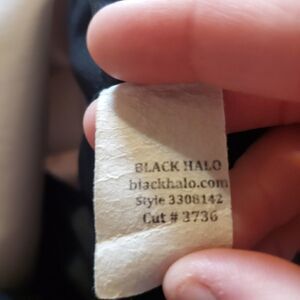 BLACK HALO
blackhalo.com
Style 3308142
Cut # 3736